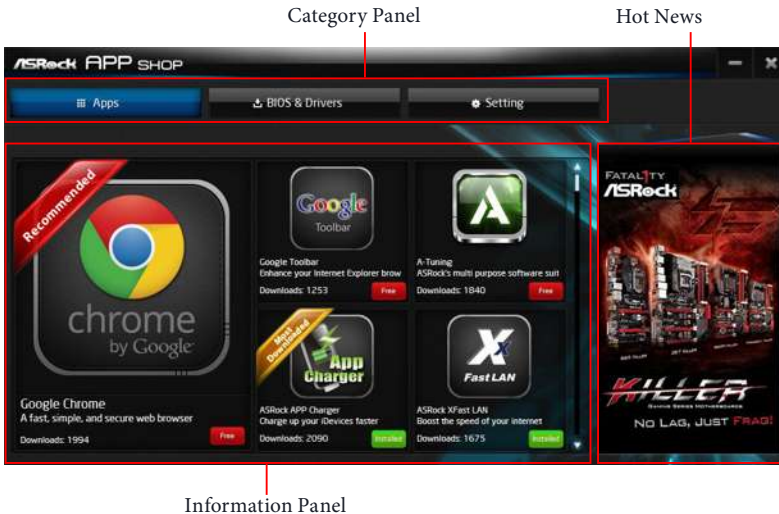 Category Panel
Hot News
ASRock APP SHOP
Apps
BIOS & Drivers
Setting
Recommended
chrome
by Google
Google Chrome
A fast, simple, and secure web browser
Downloads: 1994
Free
Google
Toolbar
Google Toolbar
Enhance your Internet Explorer brow
Downloads: 1253
Free
A-Tuning
ASRock's multi purpose software suit
Downloads: 1840
Free
Most
Downloaded
App
Charger
ASRock APP Charger
Charge up your iDevices faster
Downloads: 2090
Installed
Fast LAN
ASRock XFast LAN
Boost the speed of your internet
Downloads: 1675
Installed
FATAL1TY
ASRock
KILLER
GAMING SERIES MOTHERBOARDS
NO LAG, JUST FRAG!
Information Panel